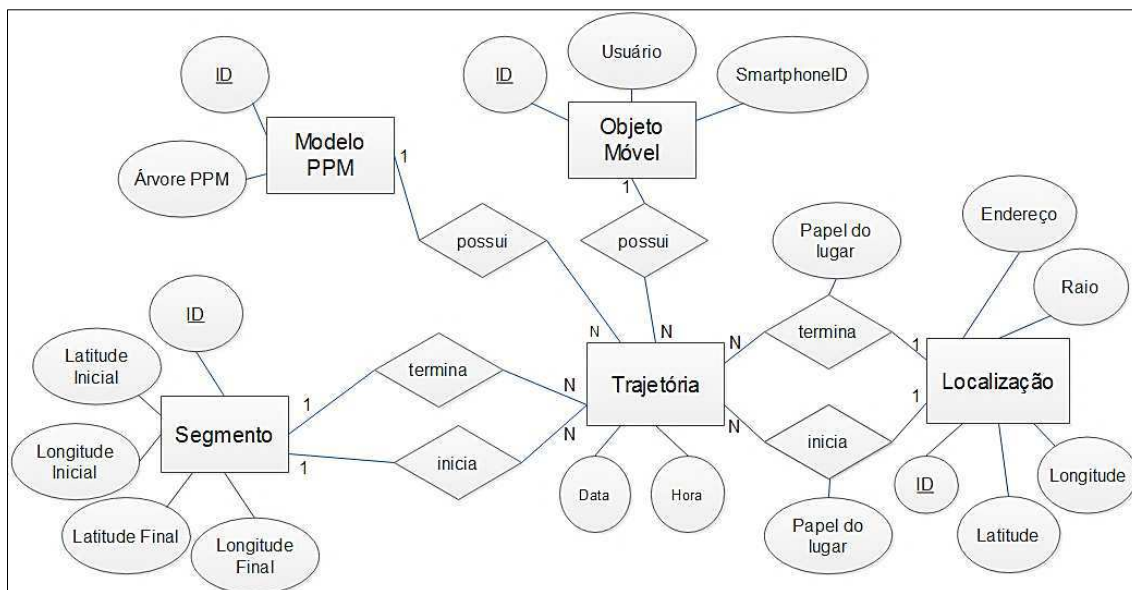 ID
Usuário
SmartphoneID
Modelo
PPM
Objeto
Móvel
Árvore PPM
1
1
possui
possui
Endereço
Papel do
lugar
Raio
ID
Latitude
Inicial
termina
termina
N
N
N
1
1
N
Trajetória
Localização
Segmento
Longitude
Inicial
1
inicia
N
N
inicia
1
ID
Longitude
Latitude Final
Longitude
Final
Data
Hora
Papel do
lugar
Latitude
ID